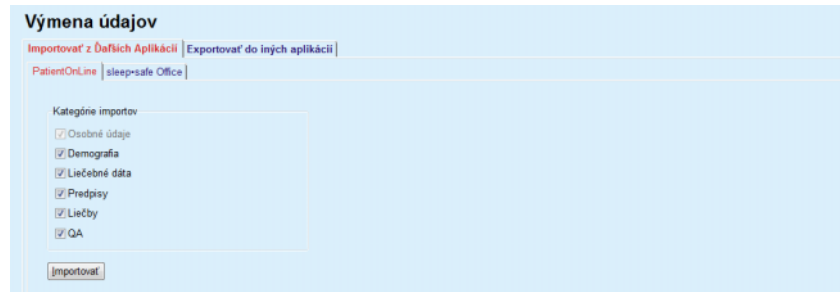 Výmena údajov
Importovať z Ďaľších Aplikácií Exportovať do iných aplikácií
PatientOnLine sleep•safe Office
Kategórie importov
Osobné údaje
Demografia
Liečebné dáta
Predpisy
Liečby
QA
Importovať